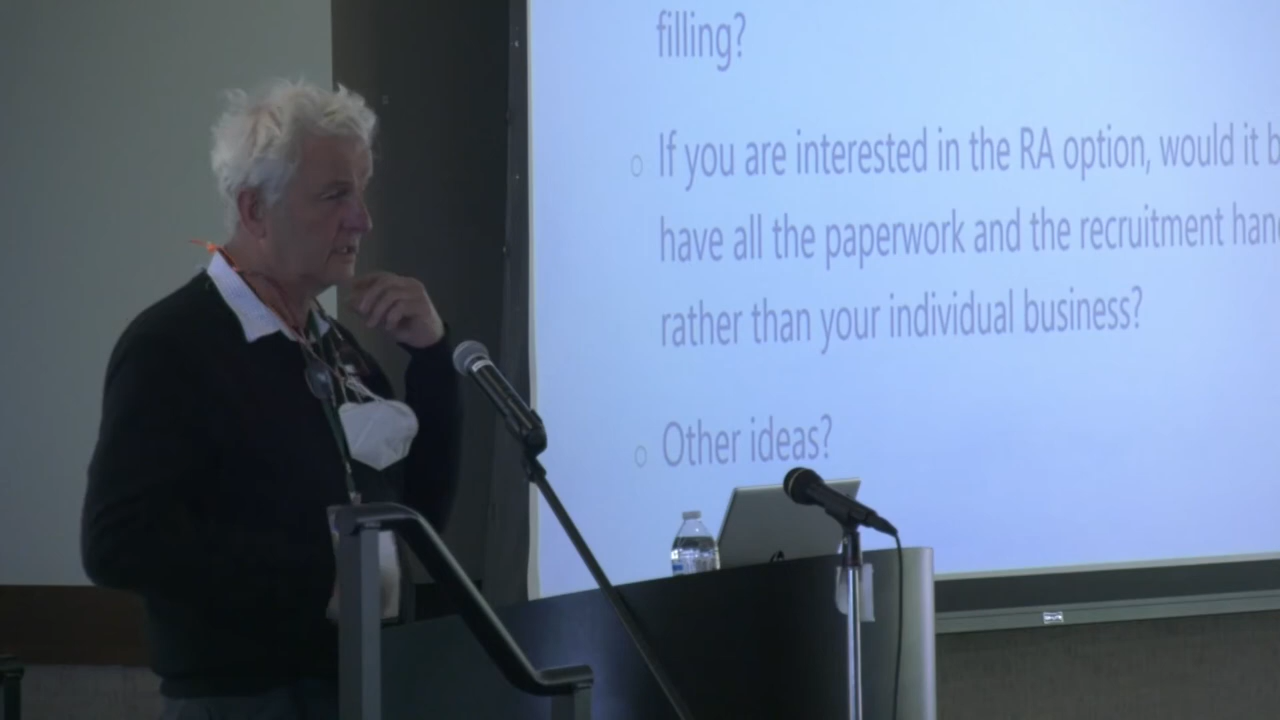 filling?
If you are interested in the RA option, would it b
have all the paperwork and the recruitment han
rather than your individual business?
Other ideas?